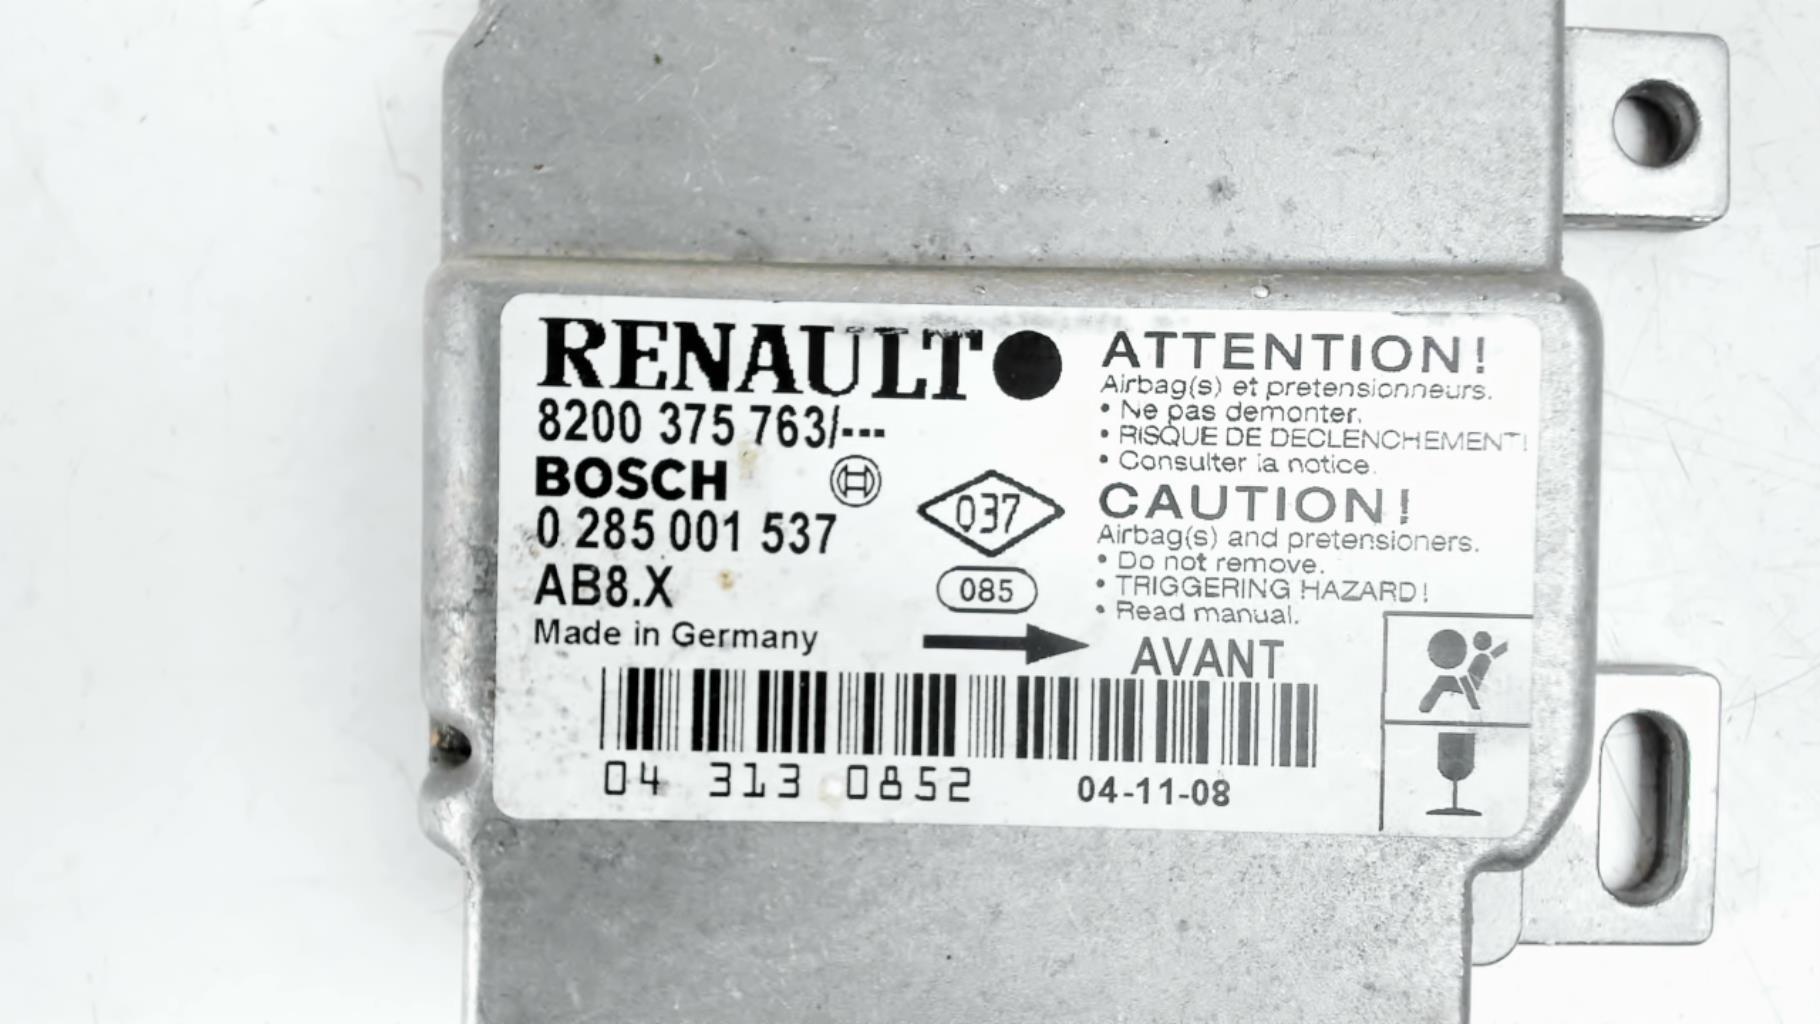 RENAULT
8200 375 763/---
BOSCH
0 285 001 537
AB8.X
Made in Germany
037
085
ATTENTION!
Airbag(s) et pretensionneurs.
• Ne pas demonter.
• RISQUE DE DECLENCHEMENT!
• Consulter la notice.
CAUTION!
Airbag(s) and pretensioners.
• Do not remove.
• TRIGGERING HAZARD!
• Read manual.
AVANT
04 313 0852
04-11-08